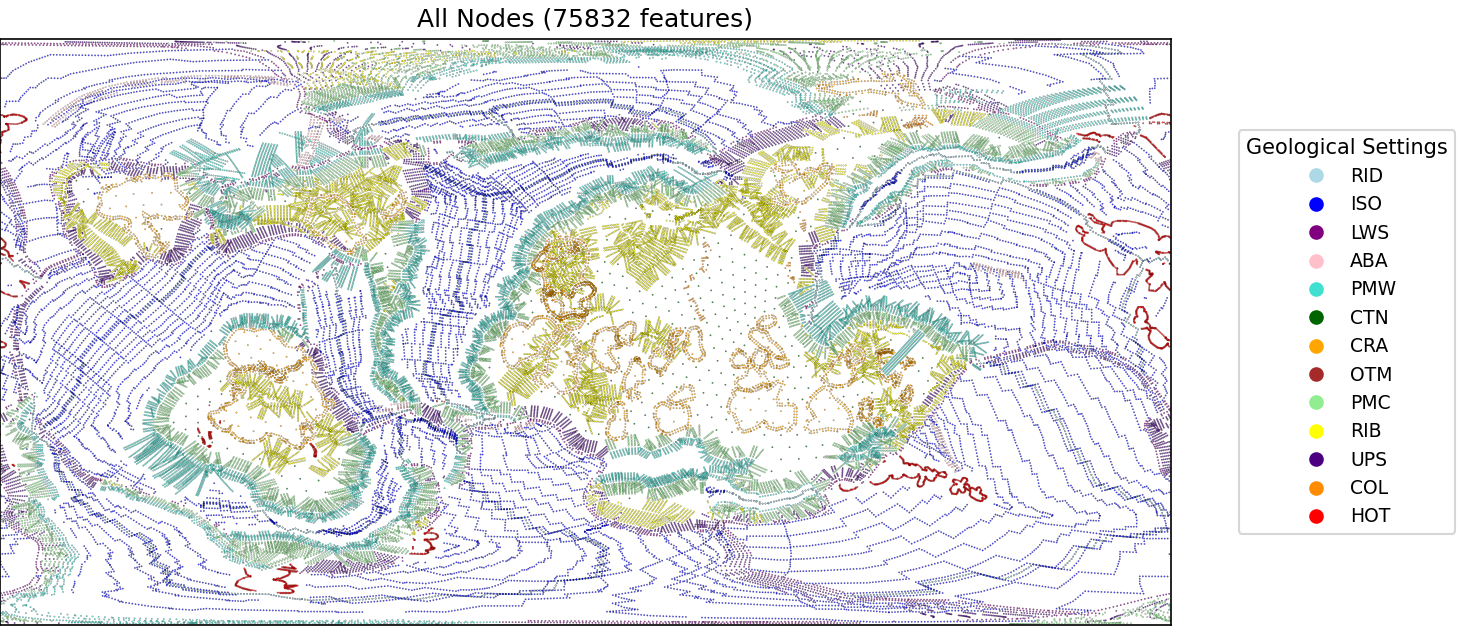 All Nodes (75832 features)
Geological Settings
RID
ISO
LWS
ABA
PMW
CTN
CRA
OTM
PMC
RIB
UPS
COL
HOT